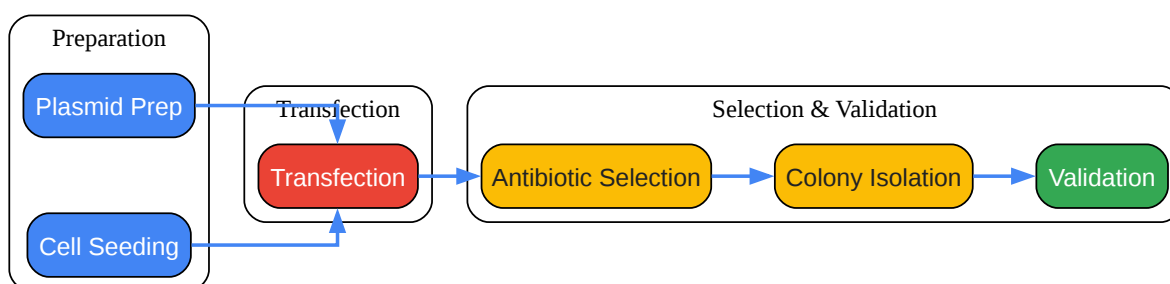 Preparation
Plasmid Prep
Cell Seeding
Transfection
Transfection
Selection & Validation
Antibiotic Selection
Colony Isolation
Validation